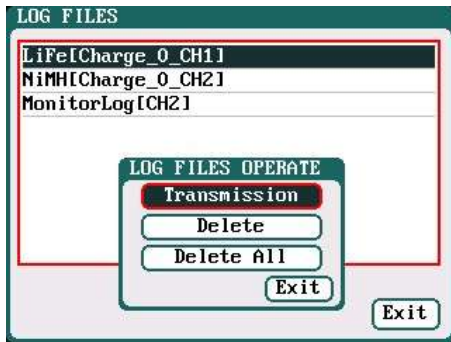 LOG FILES
LiFe[Charge_0_CH1]
NiMH[Charge_0_CH2]
MonitorLog[CH2]
LOG FILES OPERATE
Transmission
Delete
Delete All
Exit
Exit